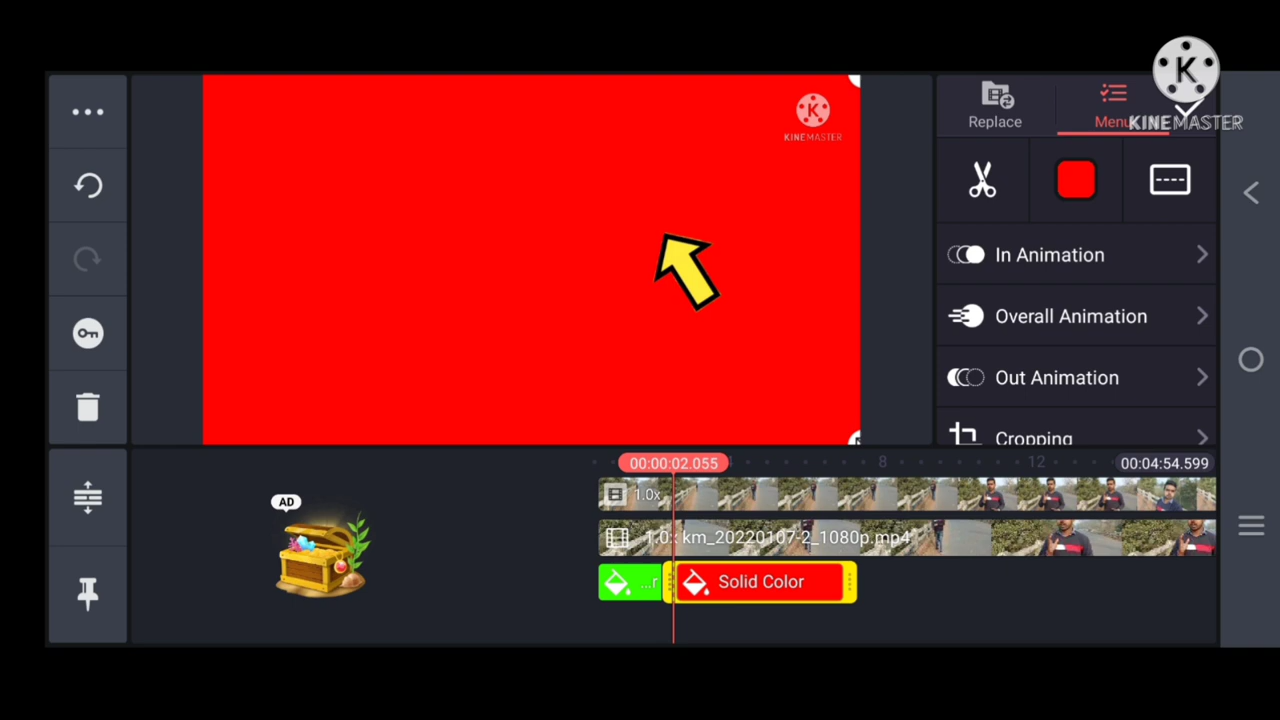 K
KINEMASTER
K
KINEMASTER
Replace
Menu
In Animation
Overall Animation
Out Animation
Cropping
00:00:02.055
4
8
12
00:04:54.599
AD
1.0x
1.0x km_20220107-2_1080p.mp4
...r
Solid Color